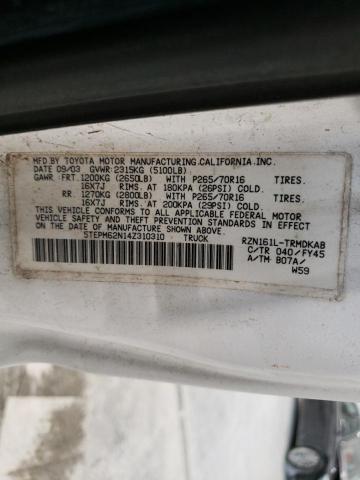 MFD BY TOYOTA MOTOR MANUFACTURING.CALIFORNIA.INC.
DATE 09/03 GVWR:2315KG (5100LB)
GAWR:FRT.1200KG (2650LB) WITH P265/70R16 TIRES.
16X7J RIMS. AT 180KPA (26PSI) COLD.
RR. 1270KG (2800LB) WITH P265/70R16 TIRES.
16X7J RIMS. AT 200KPA (29PSI) COLD.
THIS VEHICLE CONFORMS TO ALL APPLICABLE FEDERAL MOTOR
VEHICLE SAFETY AND THEFT PREVENTION STANDARDS IN EFFECT
ON THE DATE OF MANUFACTURE SHOWN ABOVE.
5TEPM62N14Z310310 TRUCK
RZN161L-TRMDKAB
C/TR 040/FY45
A/TM B07A/
W59